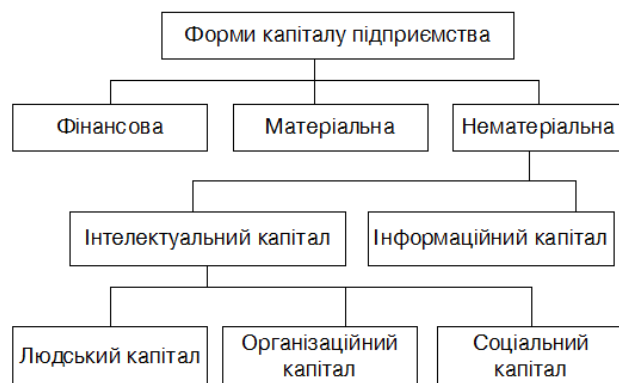 Форми капіталу підприємства
Фінансова
Матеріальна
Нематеріальна
Інтелектуальний капітал
Інформаційний капітал
Людський капітал
Організаційний
капітал
Соціальний
капітал